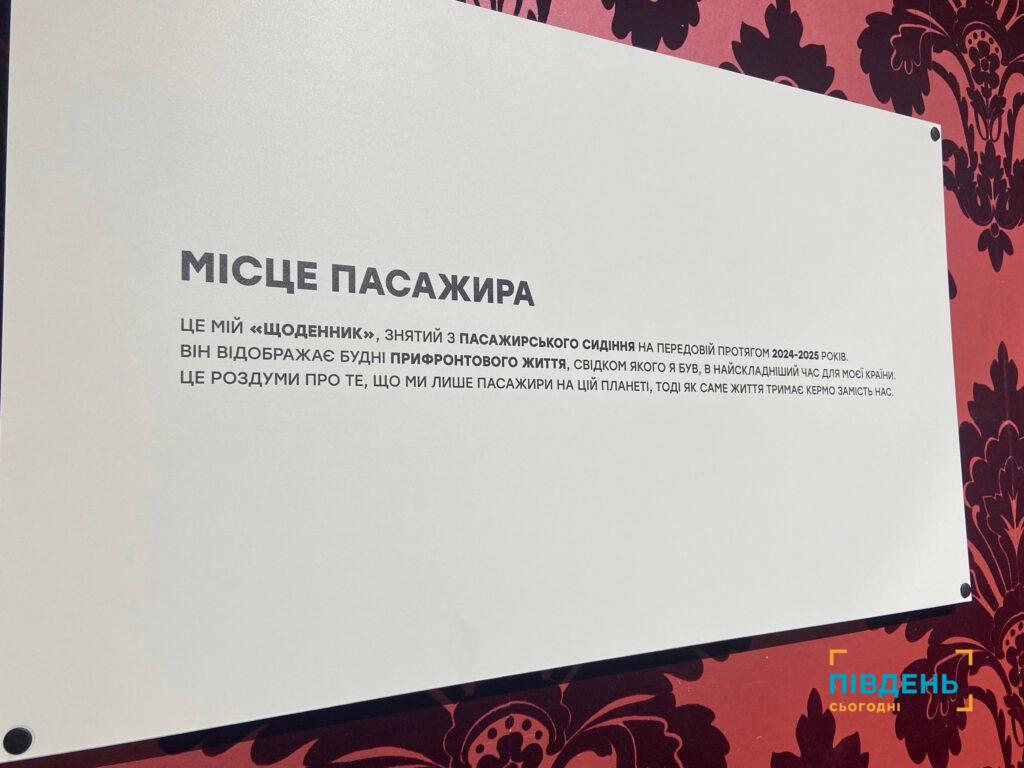 МІСЦЕ ПАСАЖИРА
ЦЕ МІЙ «ЩОДЕННИК», ЗНЯТИЙ З ПАСАЖИРСЬКОГО СИДІННЯ НА ПЕРЕДОВІЙ ПРОТЯГОМ 2024-2025 РОКІВ.
ВІН ВІДОБРАЖАЄ БУДНІ ПРИФРОНТОВОГО ЖИТТЯ, СВІДКОМ ЯКОГО Я БУВ, В НАЙСКЛАДНІШИЙ ЧАС ДЛЯ МОЄЇ КРАЇНИ.
ЦЕ РОЗДУМИ ПРО ТЕ, ЩО МИ ЛИШЕ ПАСАЖИРИ НА ЦІЙ ПЛАНЕТІ, ТОДІ ЯК САМЕ ЖИТТЯ ТРИМАЄ КЕРМО ЗАМІСТЬ НАС.
ПІВДЕНЬ
сьогодні